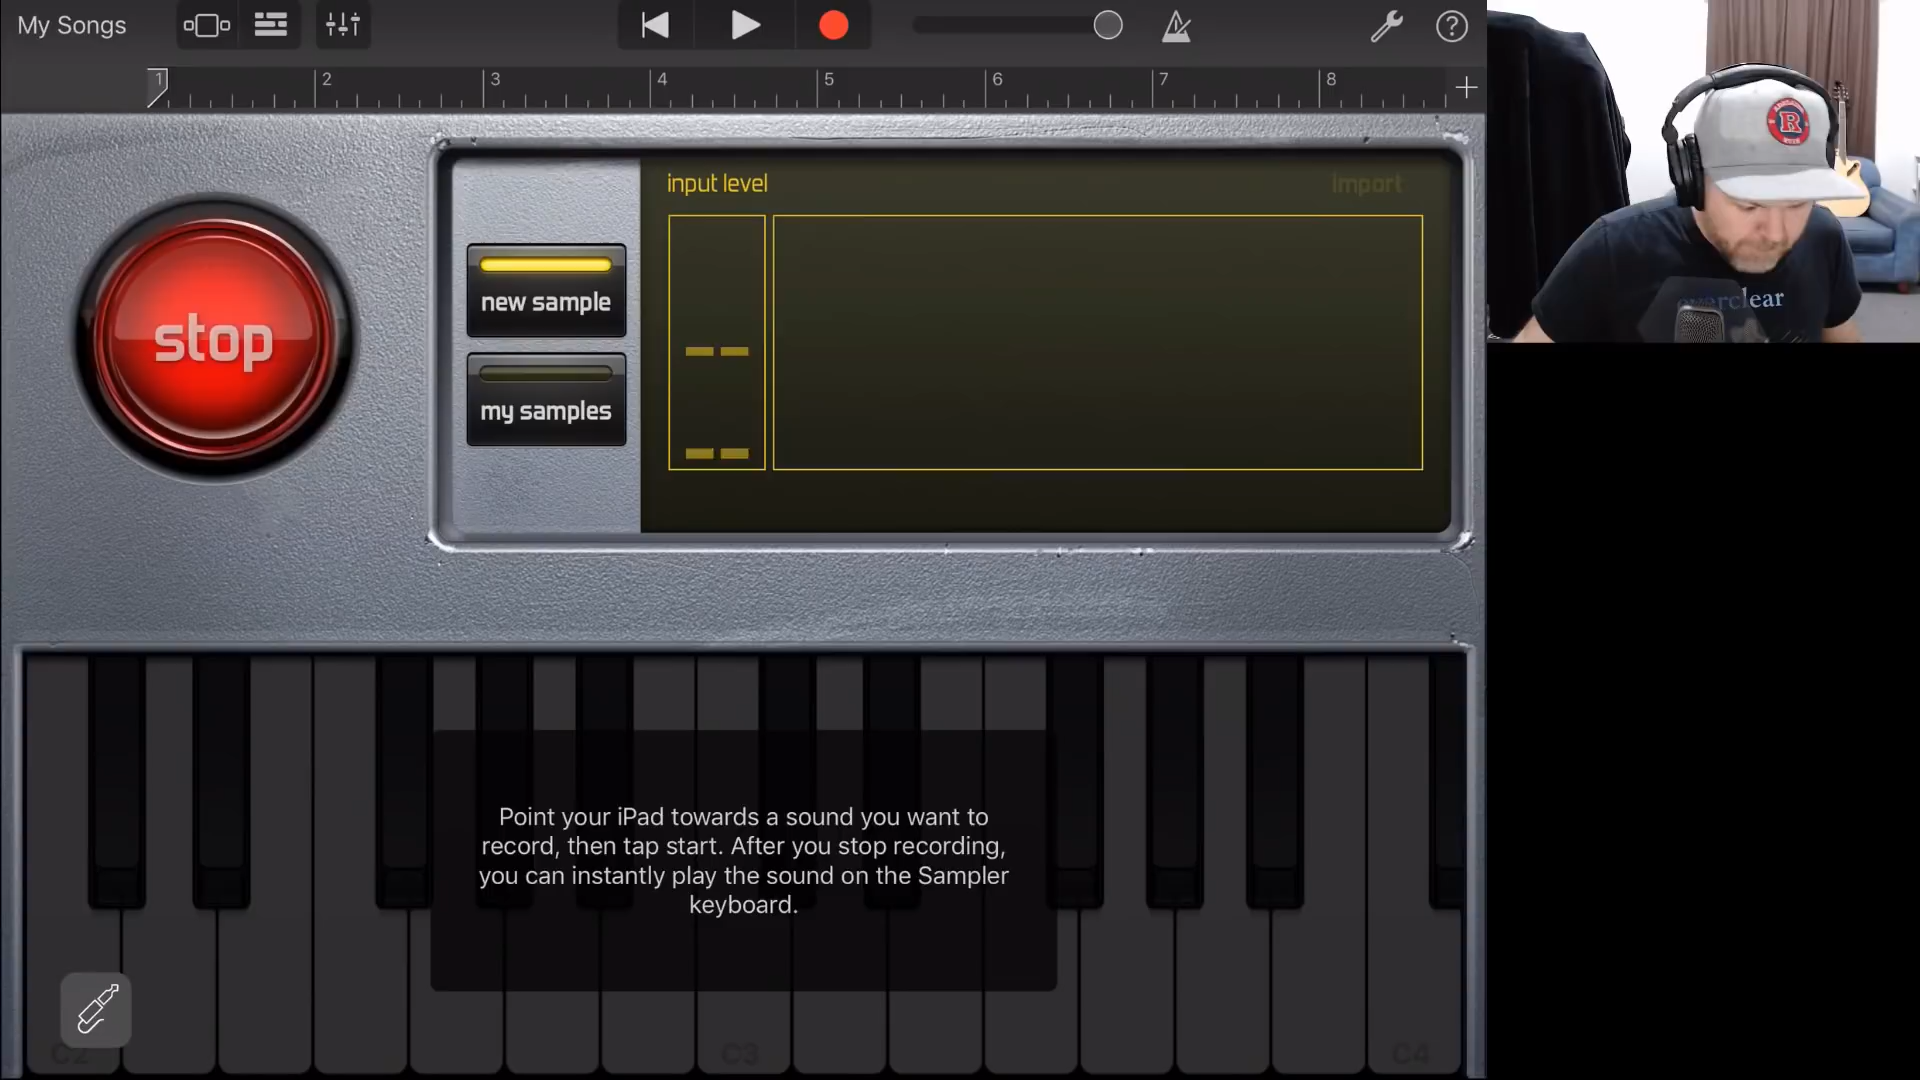 My Songs
1 2 3 4 5 6 7 8
input level
Import
stop
new sample
my samples
Point your iPad towards a sound you want to
record, then tap start. After you stop recording,
you can instantly play the sound on the Sampler
keyboard.
C2 C3 C4
R